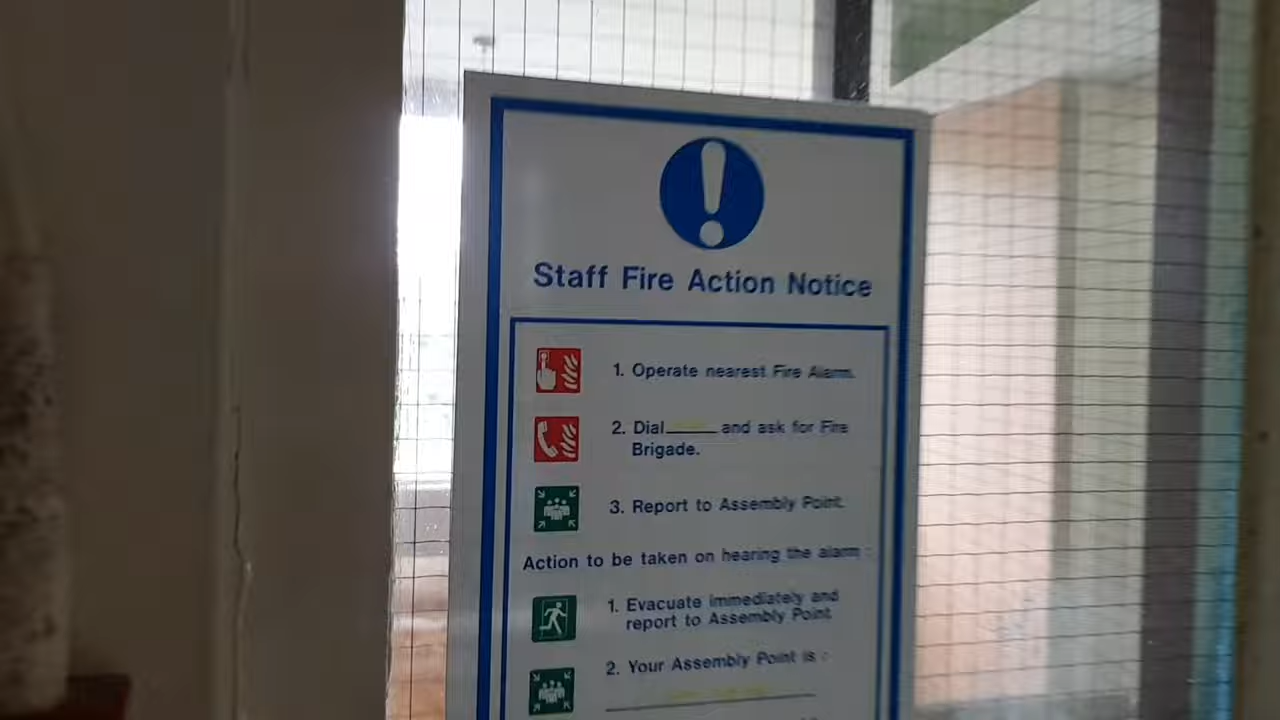 Staff Fire Action Notice
1. Operate nearest Fire Alarm.
2. Dial and ask for Fire
Brigade.
3. Report to Assembly Point.
Action to be taken on hearing the alarm :
1. Evacuate immediately and
report to Assembly Point
2. Your Assembly Point is :